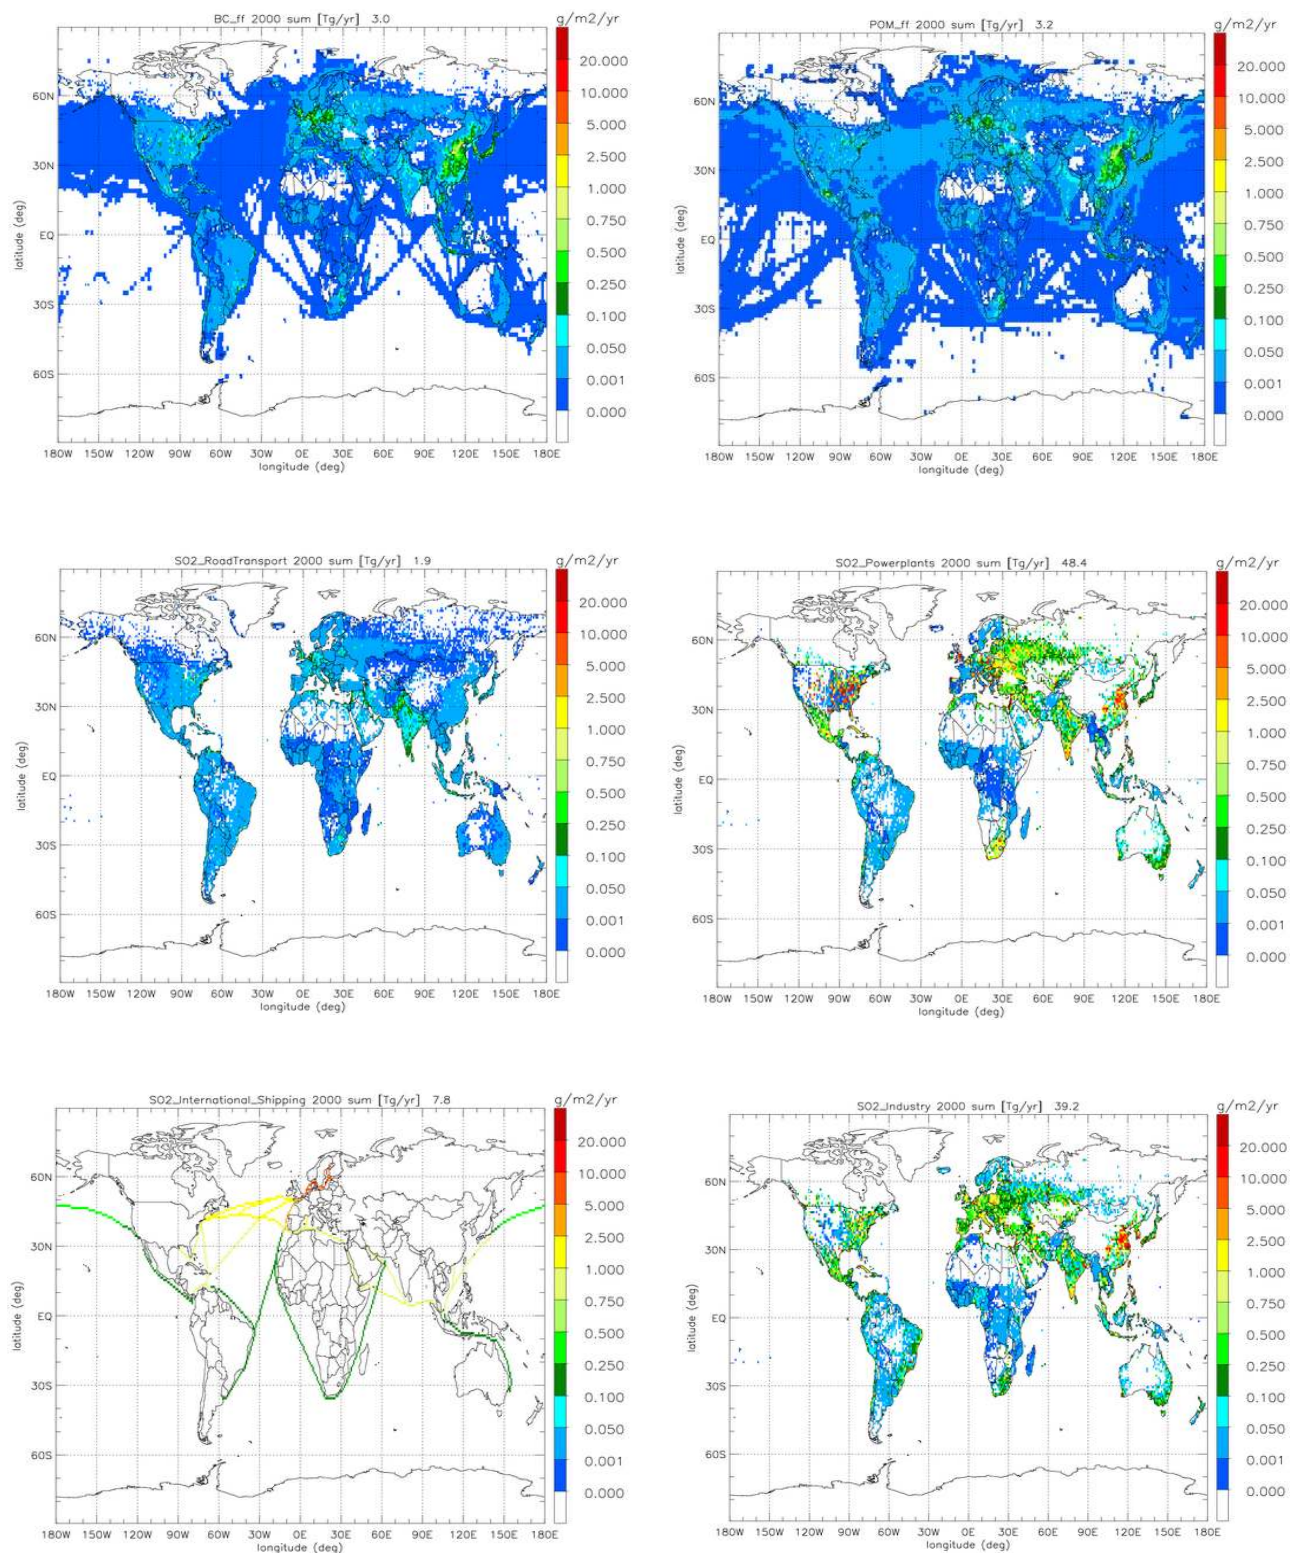 BC_ff 2000 sum [Tg/yr] 3.0
g/m2/yr
20.000
10.000
5.000
2.500
1.000
0.750
0.500
0.250
0.100
0.050
0.001
0.000
60N
30N
EQ
30S
60S
latitude (deg)
180W 150W 120W 90W 60W 30W 0E 30E 60E 90E 120E 150E 180E
longitude (deg)
POM_ff 2000 sum [Tg/yr] 3.2
g/m2/yr
20.000
10.000
5.000
2.500
1.000
0.750
0.500
0.250
0.100
0.050
0.001
0.000
60N
30N
EQ
30S
60S
latitude (deg)
180W 150W 120W 90W 60W 30W 0E 30E 60E 90E 120E 150E 180E
longitude (deg)
SO2_RoadTransport 2000 sum [Tg/yr] 1.9
g/m2/yr
20.000
10.000
5.000
2.500
1.000
0.750
0.500
0.250
0.100
0.050
0.001
0.000
60N
30N
EQ
30S
60S
latitude (deg)
180W 150W 120W 90W 60W 30W 0E 30E 60E 90E 120E 150E 180E
longitude (deg)
SO2_Powerplants 2000 sum [Tg/yr] 48.4
g/m2/yr
20.000
10.000
5.000
2.500
1.000
0.750
0.500
0.250
0.100
0.050
0.001
0.000
60N
30N
EQ
30S
60S
latitude (deg)
180W 150W 120W 90W 60W 30W 0E 30E 60E 90E 120E 150E 180E
longitude (deg)
SO2_International_Shipping 2000 sum [Tg/yr] 7.8
g/m2/yr
20.000
10.000
5.000
2.500
1.000
0.750
0.500
0.250
0.100
0.050
0.001
0.000
60N
30N
EQ
30S
60S
latitude (deg)
180W 150W 120W 90W 60W 30W 0E 30E 60E 90E 120E 150E 180E
longitude (deg)
SO2_Industry 2000 sum [Tg/yr] 39.2
g/m2/yr
20.000
10.000
5.000
2.500
1.000
0.750
0.500
0.250
0.100
0.050
0.001
0.000
60N
30N
EQ
30S
60S
latitude (deg)
180W 150W 120W 90W 60W 30W 0E 30E 60E 90E 120E 150E 180E
longitude (deg)